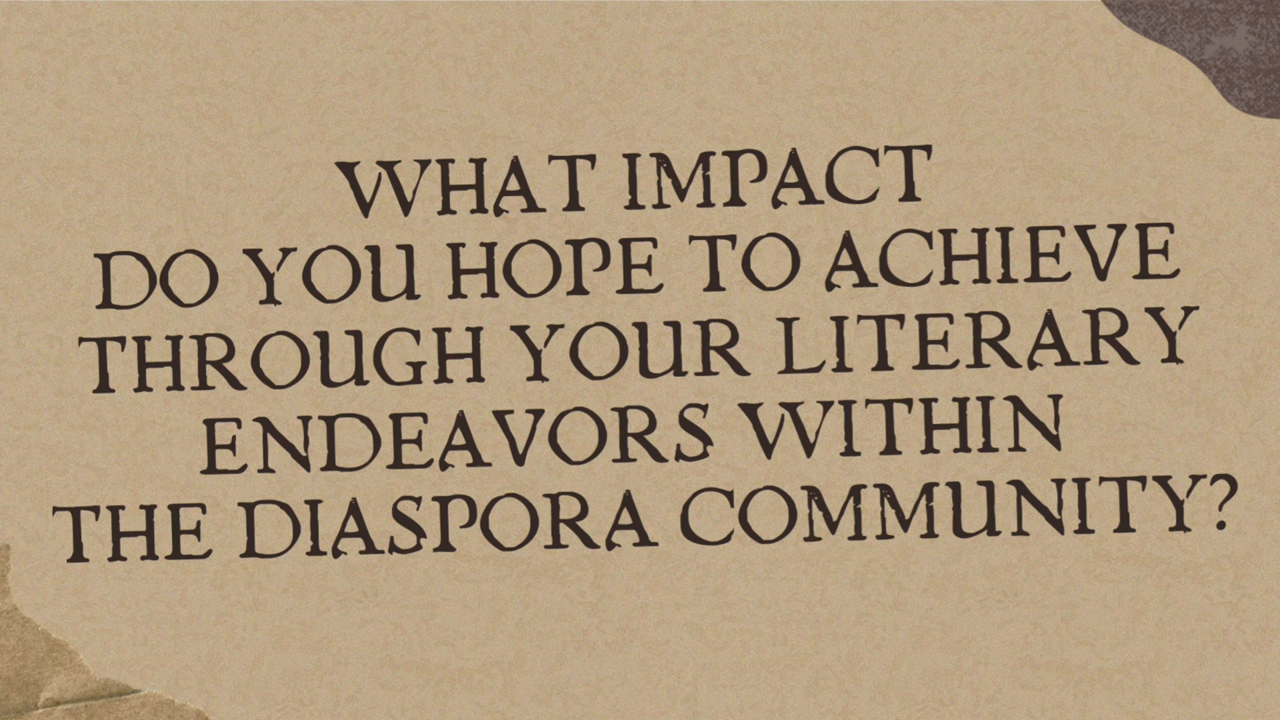 WHAT IMPACT
DO YOU HOPE TO ACHIEVE
THROUGH YOUR LITERARY
ENDEAVORS WITHIN
THE DIASPORA COMMUNITY?